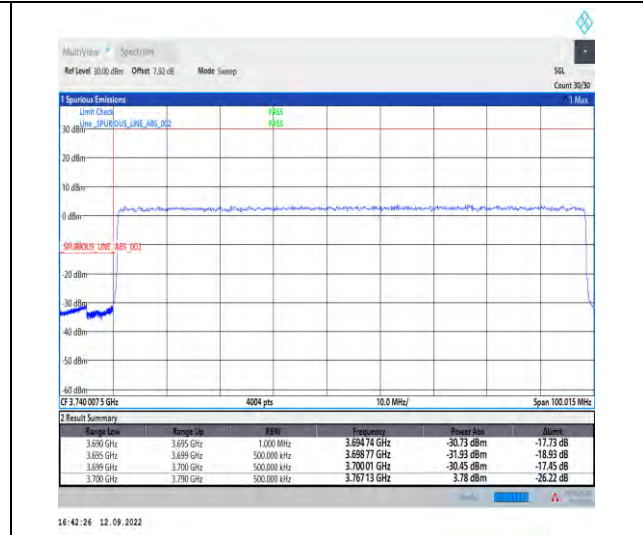 MultiView Spectrum
Ref Level 30.00 dBm Offset 7.92 dB Mode Sweep SGL
Count 30/30
1 Spurious Emissions 1 Max
Limit Check PASS
Line _SPURIOUS_LINE_ABS_002 PASS
30 dBm
20 dBm
10 dBm
0 dBm
_SPURIOUS_LINE_ABS_002
-20 dBm
-30 dBm
-40 dBm
-50 dBm
-60 dBm
CF 3.740 007 5 GHz 4004 pts 10.0 MHz/ Span 100.015 MHz
2 Result Summary
Range Low Range Up RBW Frequency Power Abs ΔLimit
3.690 GHz 3.695 GHz 1.000 MHz 3.694 74 GHz -30.73 dBm -17.73 dB
3.695 GHz 3.699 GHz 500.000 kHz 3.698 77 GHz -31.93 dBm -18.93 dB
3.699 GHz 3.700 GHz 500.000 kHz 3.700 01 GHz -30.45 dBm -17.45 dB
3.700 GHz 3.790 GHz 500.000 kHz 3.767 13 GHz 3.78 dBm -26.22 dB
Ready
16:42:26 12.09.2022